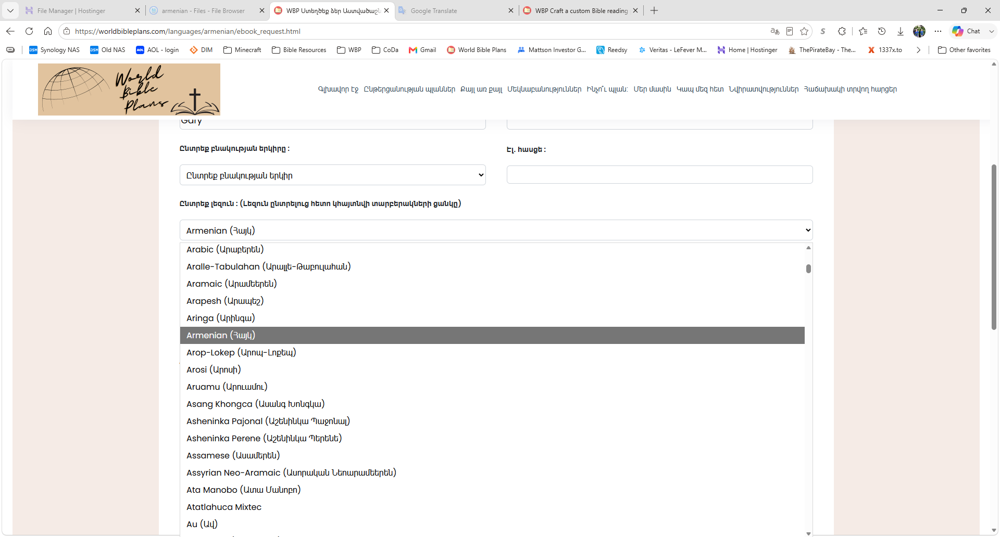 File Manager | Hostinger
armenian - Files - File Browser
WBP Ստեղծեք ձեր Աստվածաշն
Google Translate
WBP Craft a custom Bible reading
https://worldbibleplans.com/languages/armenian/ebook_request.html
Chat
Synology NAS
Old NAS
AOL - login
DIM
Minecraft
Bible Resources
WBP
CoDa
Gmail
World Bible Plans
Mattson Investor G...
Reedsy
Veritas - LeFever M...
Home | Hostinger
ThePirateBay - The...
1337x.to
Other favorites
World
Bible
Plans
Գլխավոր էջ Ընթերցանության պլաններ Քայլ առ քայլ Մեկնաբանություններ Ինչո՞ւ պլան: Մեր մասին Կապ մեզ հետ Նվիրատվություններ Հաճախակի տրվող հարցեր
Gary
Ընտրեք բնակության երկիրը :
Էլ. հասցե :
Ընտրեք բնակության երկիր
Ընտրեք լեզուն : (Լեզուն ընտրելուց հետո կհայտնվի տարբերակների ցանկը)
Armenian (Հայկ)
Arabic (Արաբերեն)
Aralle-Tabulahan (Արալլե-Թաբուլահան)
Aramaic (Արամեերեն)
Arapesh (Արապեշ)
Aringa (Արինգա)
Armenian (Հայկ)
Arop-Lokep (Արոպ-Լոքեպ)
Arosi (Արոսի)
Aruamu (Արուամու)
Asang Khongca (Ասանգ Խոնգկա)
Asheninka Pajonal (Աշենինկա Պաջոնալ)
Asheninka Perene (Աշենինկա Պերենե)
Assamese (Ասամերեն)
Assyrian Neo-Aramaic (Ասորական Նեոարամեերեն)
Ata Manobo (Ատա Մանոբո)
Atatlahuca Mixtec
Au (Ավ)